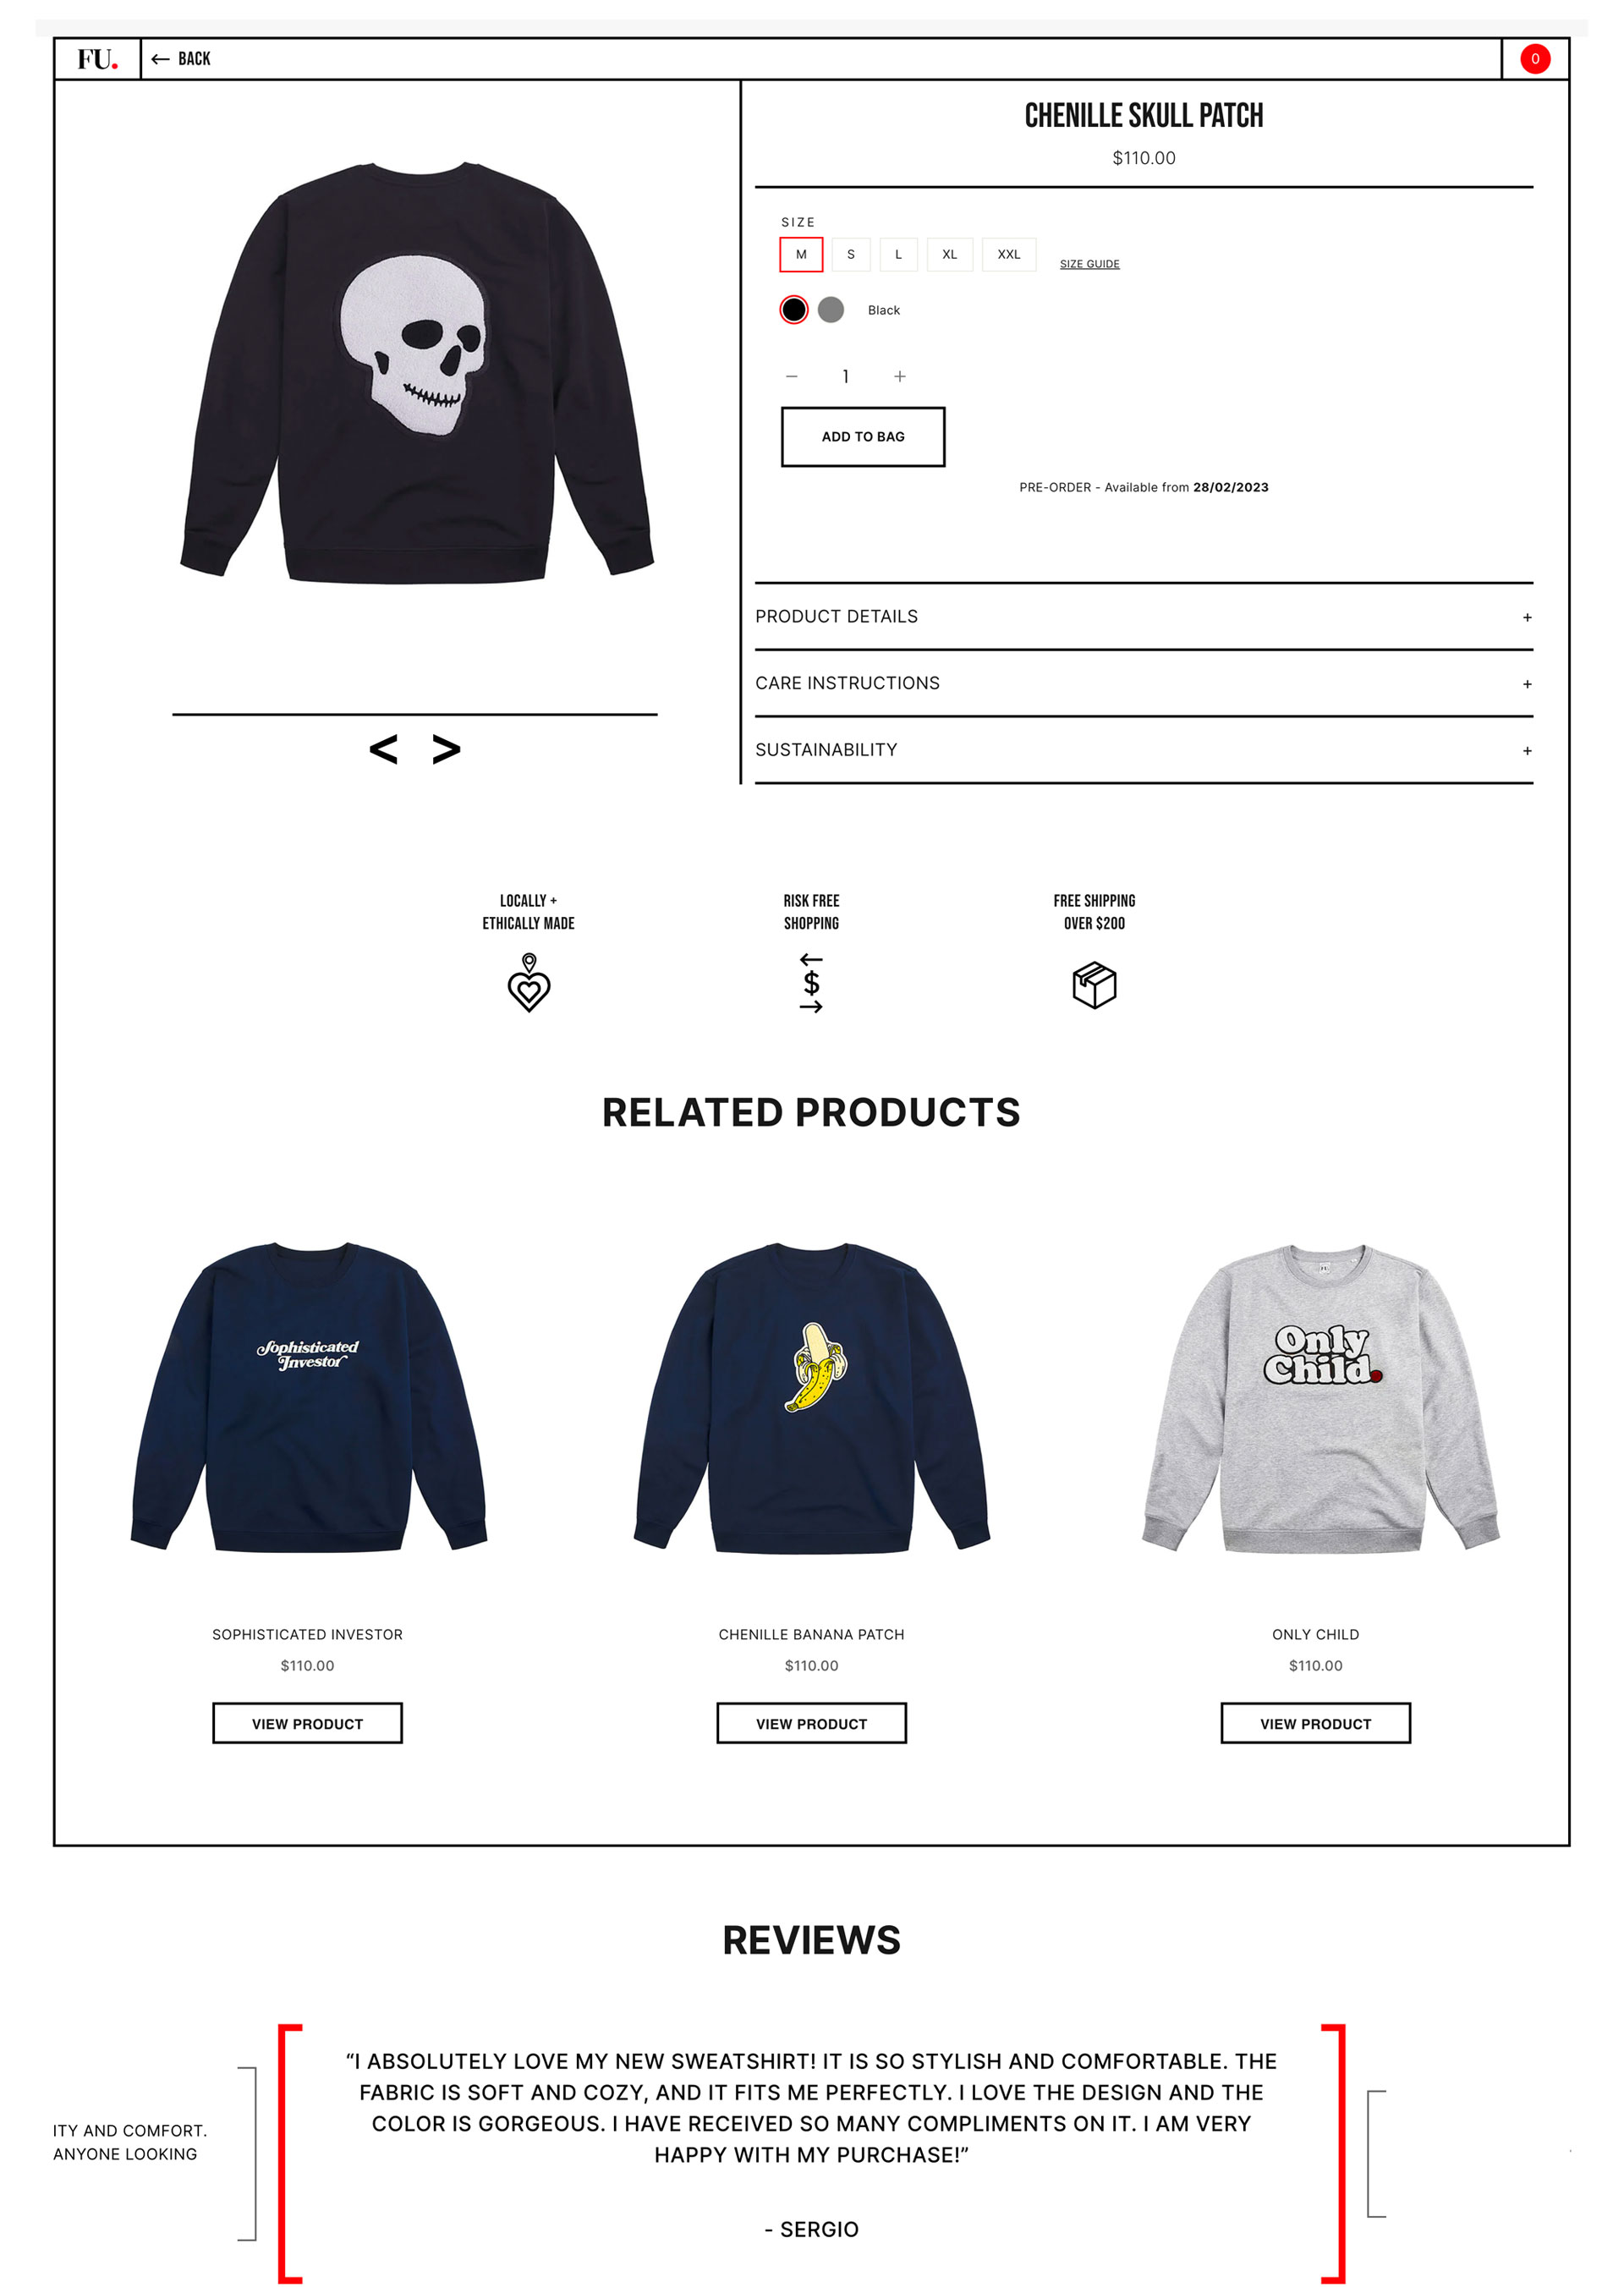 FU.
← BACK
0
CHENILLE SKULL PATCH
$110.00
SIZE
M S L XL XXL SIZE GUIDE
Black
− 1 +
ADD TO BAG
PRE-ORDER - Available from 28/02/2023
PRODUCT DETAILS +
CARE INSTRUCTIONS +
SUSTAINABILITY +
< >
LOCALLY +
ETHICALLY MADE
RISK FREE
SHOPPING
$
FREE SHIPPING
OVER $200
RELATED PRODUCTS
Sophisticated
Investor
Only
Child.
SOPHISTICATED INVESTOR
$110.00
VIEW PRODUCT
CHENILLE BANANA PATCH
$110.00
VIEW PRODUCT
ONLY CHILD
$110.00
VIEW PRODUCT
REVIEWS
ITY AND COMFORT.
ANYONE LOOKING
“I ABSOLUTELY LOVE MY NEW SWEATSHIRT! IT IS SO STYLISH AND COMFORTABLE. THE
FABRIC IS SOFT AND COZY, AND IT FITS ME PERFECTLY. I LOVE THE DESIGN AND THE
COLOR IS GORGEOUS. I HAVE RECEIVED SO MANY COMPLIMENTS ON IT. I AM VERY
HAPPY WITH MY PURCHASE!”
- SERGIO